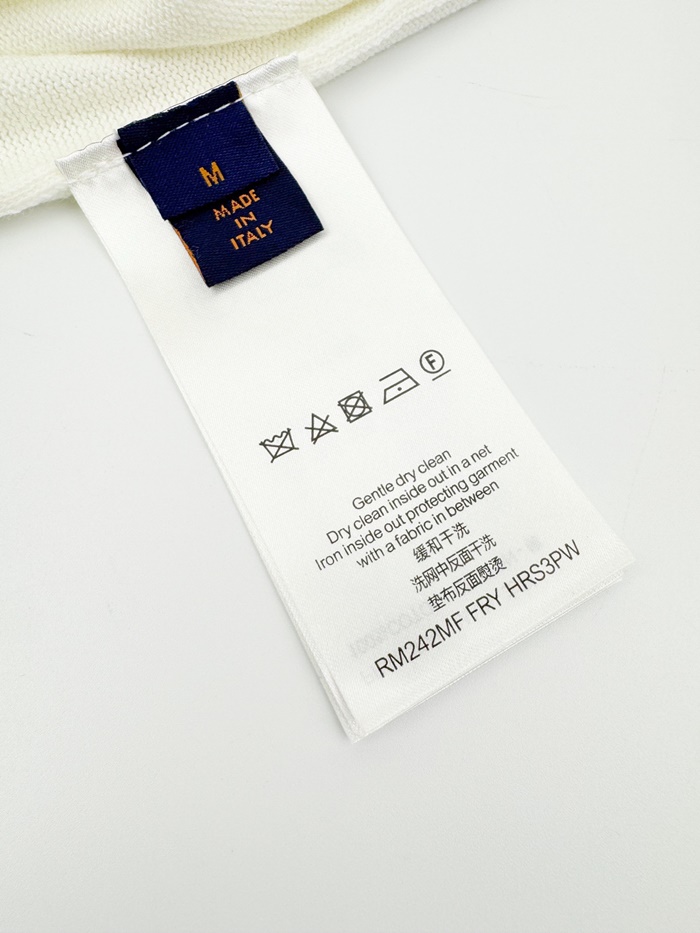 M
MADE
IN
ITALY
F
Gentle dry clean
Dry clean inside out in a net
Iron inside out protecting garment
with a fabric in between
缓和干洗
洗网中反面干洗
垫布反面熨烫
RM242MF FRY HRS3PW